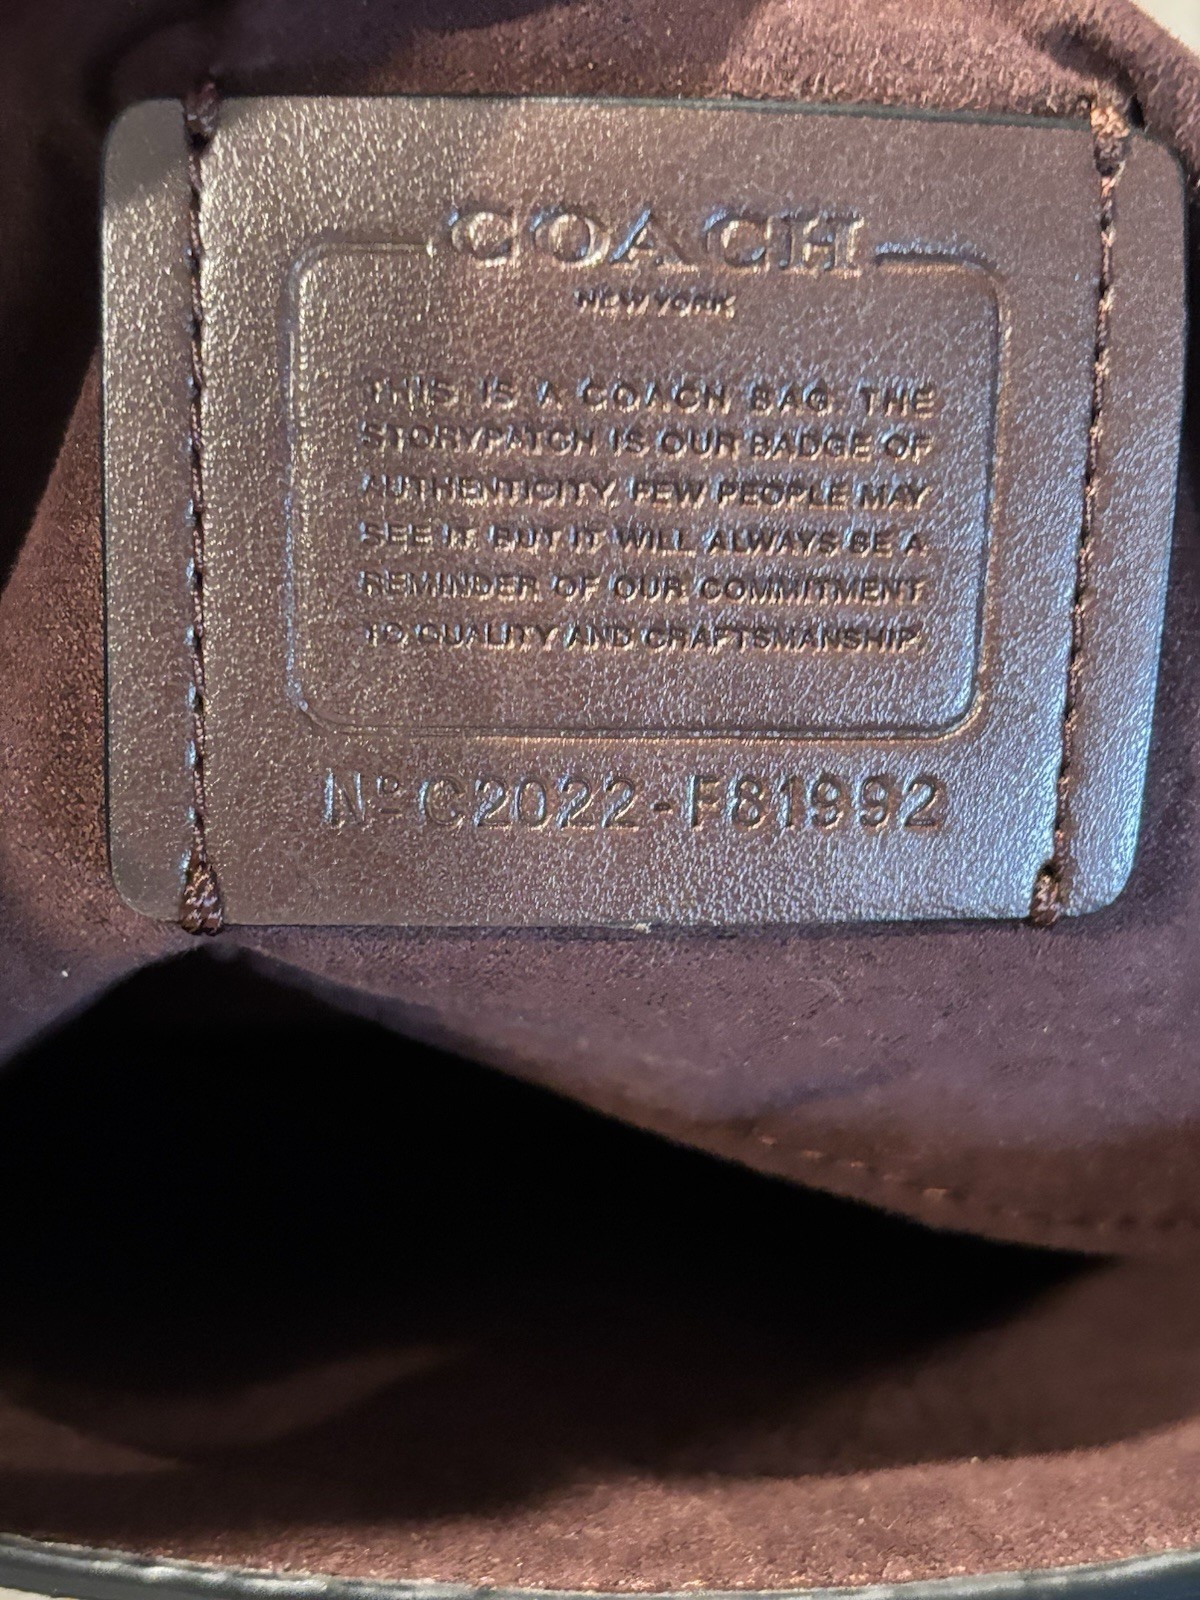 COACH
NEW YORK
THIS IS A COACH BAG. THE
STORYPATCH IS OUR BADGE OF
AUTHENTICITY. FEW PEOPLE MAY
SEE IT BUT IT WILL ALWAYS BE A
REMINDER OF OUR COMMITMENT
TO QUALITY AND CRAFTSMANSHIP.
Nº C2022-F81992